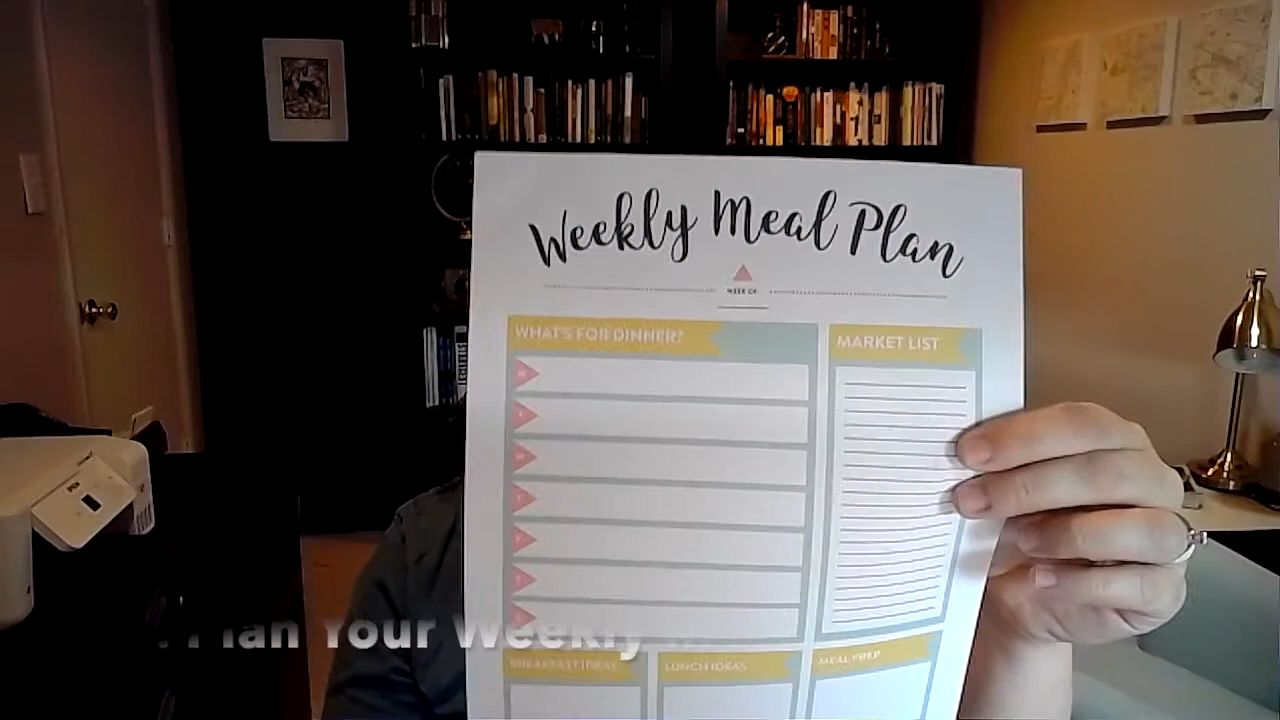 Weekly Meal Plan
WEEK OF
WHAT'S FOR DINNER?
MARKET LIST
Plan Your Weekly
BREAKFAST IDEAS
LUNCH IDEAS
MEAL PREP